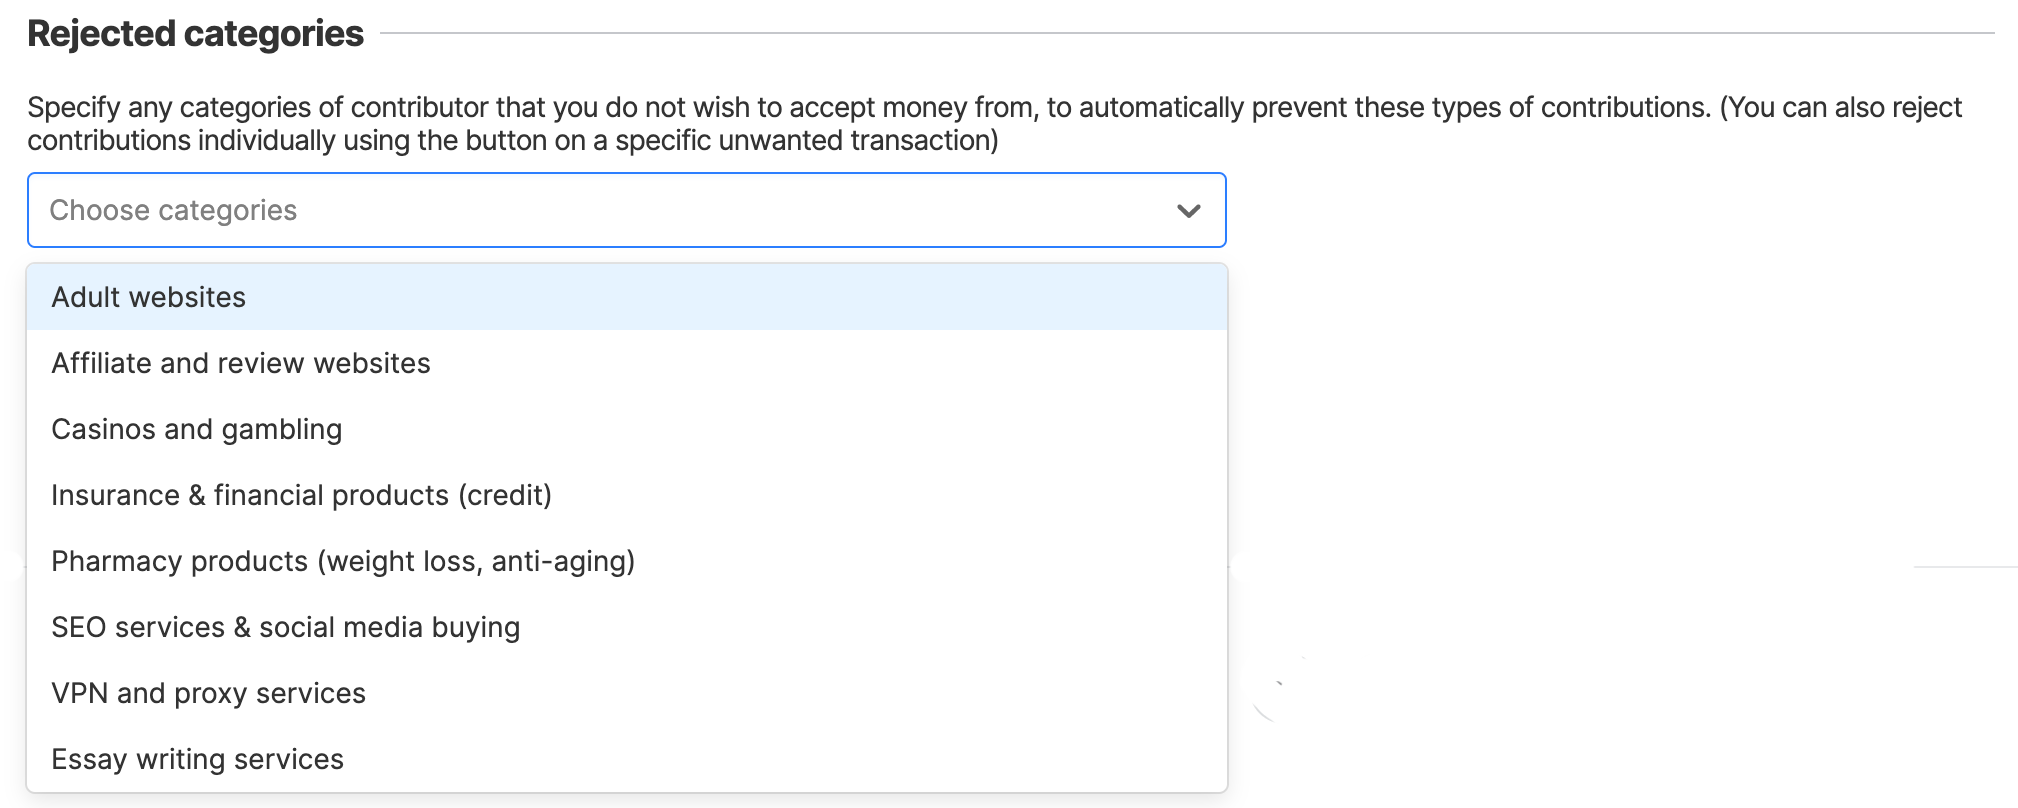 Rejected categories
Specify any categories of contributor that you do not wish to accept money from, to automatically prevent these types of contributions. (You can also reject
contributions individually using the button on a specific unwanted transaction)
Choose categories
Adult websites
Affiliate and review websites
Casinos and gambling
Insurance & financial products (credit)
Pharmacy products (weight loss, anti-aging)
SEO services & social media buying
VPN and proxy services
Essay writing services